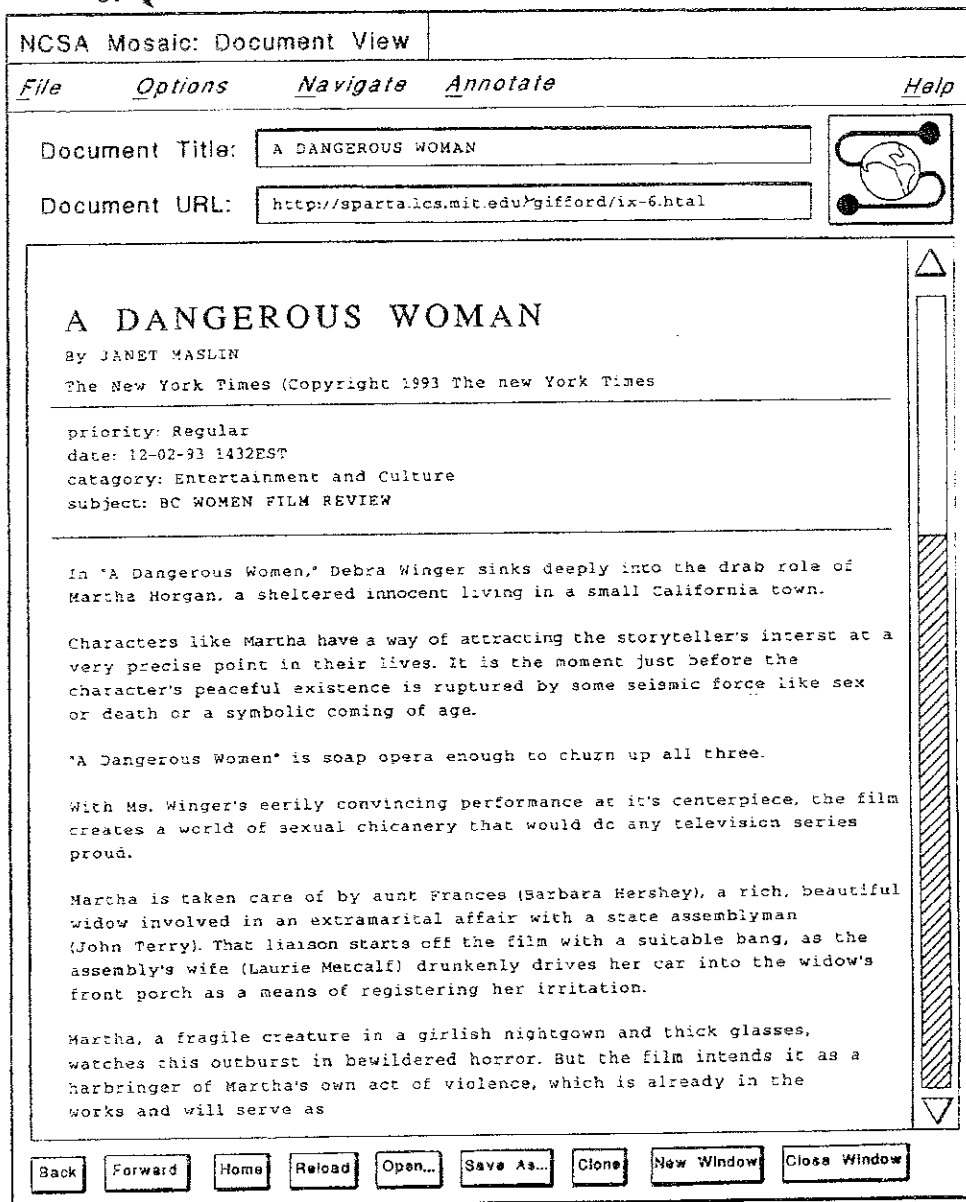 NCSA Mosaic: Document View
File Options Navigate Annotate Help
Document Title: A DANGEROUS WOMAN
Document URL: http://sparta.lcs.mit.edu/~gifford/ix-6.html
A DANGEROUS WOMAN
By JANET MASLIN
The New York Times (Copyright 1993 The new York Times
priority: Regular
date: 12-02-93 1432EST
catagory: Entertainment and Culture
subject: BC WOMEN FILM REVIEW
In "A Dangerous Women," Debra Winger sinks deeply into the drab role of
Martha Horgan, a sheltered innocent living in a small California town.
Characters like Martha have a way of attracting the storyteller's interst at a
very precise point in their lives. It is the moment just before the
character's peaceful existence is ruptured by some seismic force like sex
or death or a symbolic coming of age.
"A Dangerous Women" is soap opera enough to churn up all three.
With Ms. Winger's eerily convincing performance at it's centerpiece, the film
creates a world of sexual chicanery that would do any television series
proud.
Martha is taken care of by aunt Frances (Barbara Hershey), a rich, beautiful
widow involved in an extramarital affair with a state assemblyman
(John Terry). That liaison starts off the film with a suitable bang, as the
assembly's wife (Laurie Metcalf) drunkenly drives her car into the widow's
front porch as a means of registering her irritation.
Martha, a fragile creature in a girlish nightgown and thick glasses,
watches this outburst in bewildered horror. But the film intends it as a
harbringer of Martha's own act of violence, which is already in the
works and will serve as
Back Forward Home Reload Open... Save As... Clone New Window Close Window